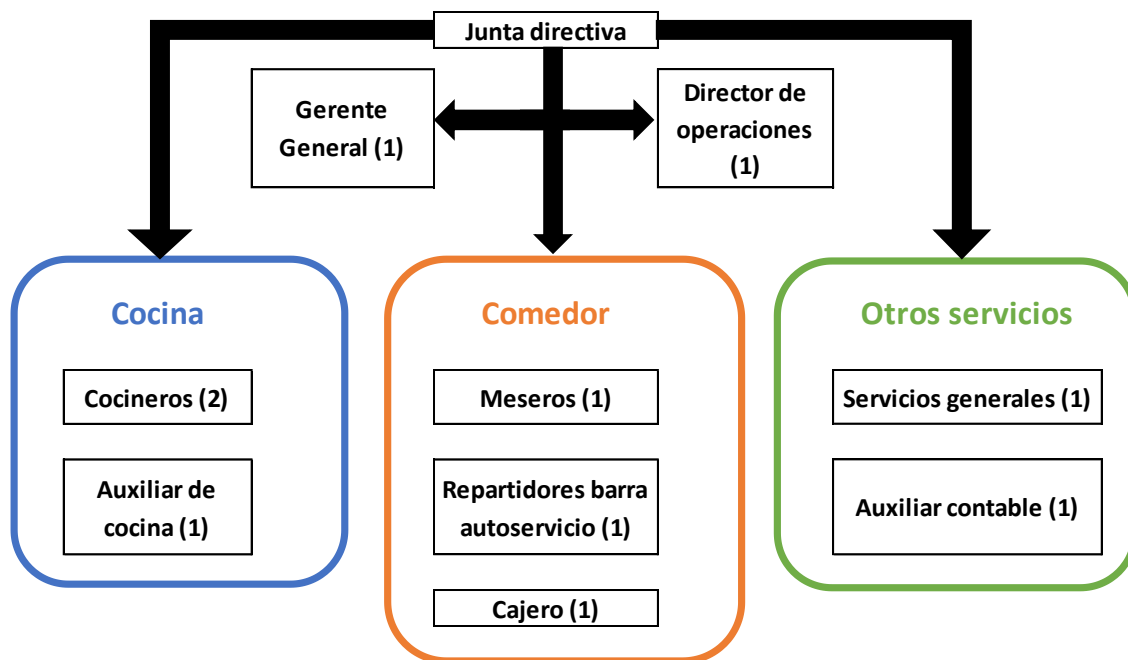 Junta directiva
Gerente
General (1)
Director de
operaciones
(1)
Cocina
Cocineros (2)
Auxiliar de
cocina (1)
Comedor
Meseros (1)
Repartidores barra
autoservicio (1)
Cajero (1)
Otros servicios
Servicios generales (1)
Auxiliar contable (1)